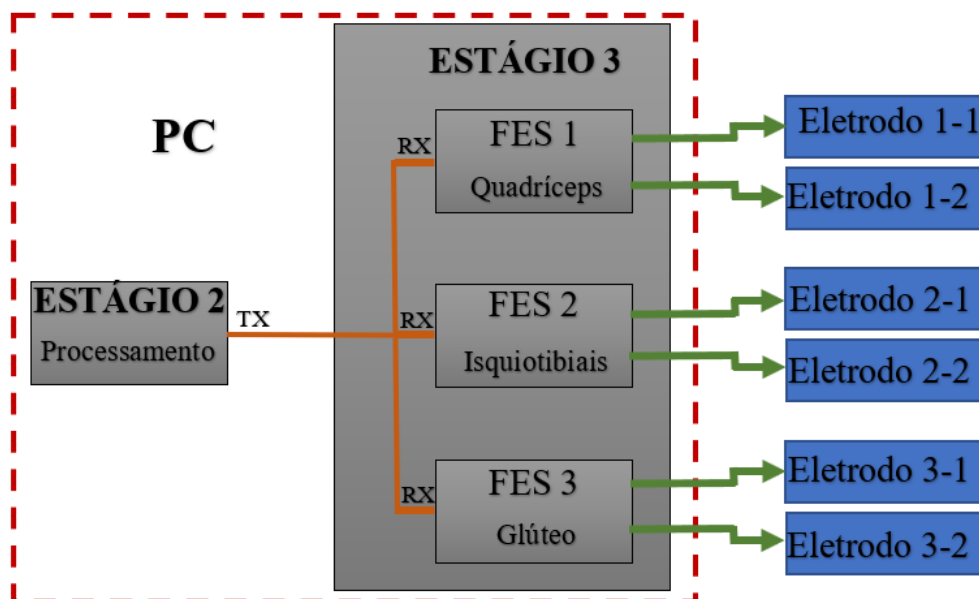 ESTÁGIO 3
PC
FES 1
Quadríceps
RX
Eletrodo 1-1
Eletrodo 1-2
ESTÁGIO 2
Processamento
TX
FES 2
Isquiotibiais
RX
Eletrodo 2-1
Eletrodo 2-2
FES 3
Glúteo
RX
Eletrodo 3-1
Eletrodo 3-2